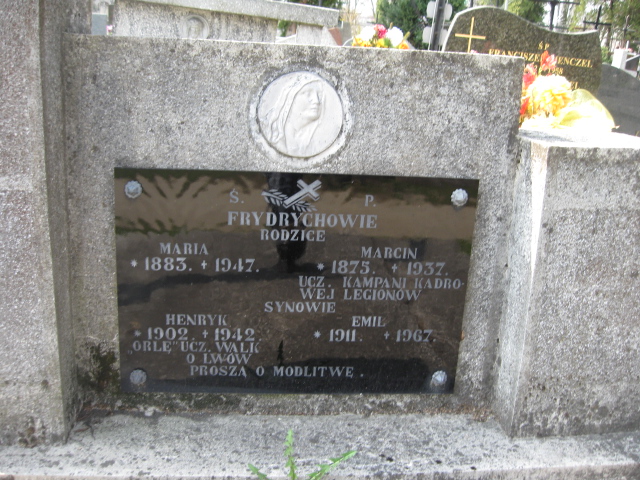 Ś. P.
FRYDRYCHOWIE
RODZICE
MARIA
* 1883. + 1947.
MARCIN
* 1875. + 1937.
UCZ. KAMPANI KADRO-
WEJ LEGIONÓW
SYNOWIE
HENRYK
* 1902. + 1942
"ORLĘ" UCZ. WALK
O LWÓW
EMIL
* 1911. + 1967.
PROSZĄ O MODLITWĘ.
Ś.P.
FRANCISZEK